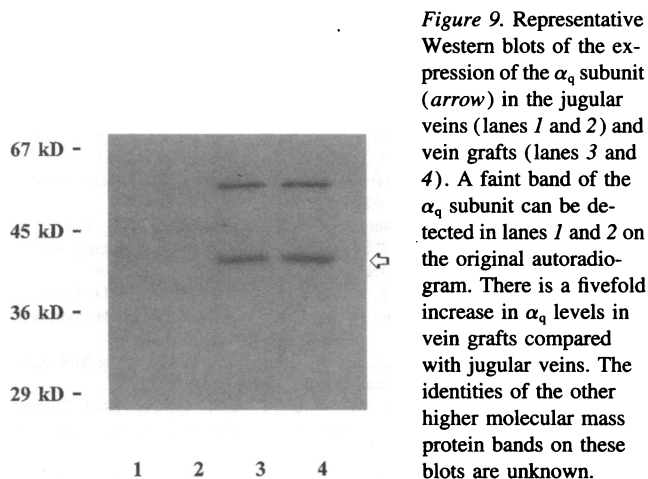 67 kD -
45 kD -
36 kD -
29 kD -
1 2 3 4
Figure 9. Representative
Western blots of the ex-
pression of the αq subunit
(arrow) in the jugular
veins (lanes 1 and 2) and
vein grafts (lanes 3 and
4). A faint band of the
αq subunit can be de-
tected in lanes 1 and 2 on
the original autoradio-
gram. There is a fivefold
increase in αq levels in
vein grafts compared
with jugular veins. The
identities of the other
higher molecular mass
protein bands on these
blots are unknown.